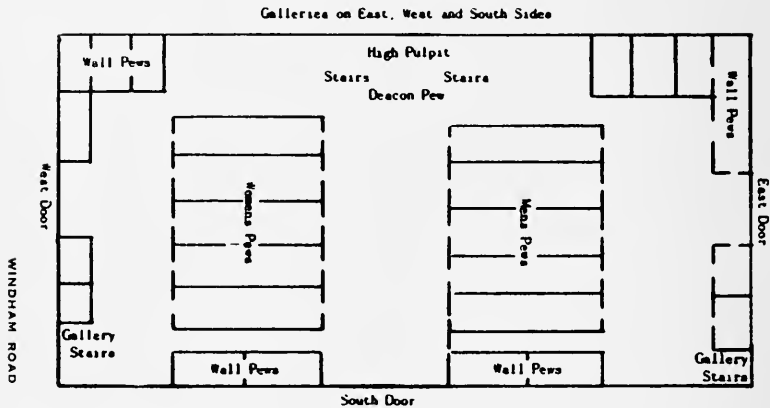 Galleries on East, West and South Sides
Wall Pews
High Pulpit
Stairs Stairs
Deacon Pew
Wall Pews
West Door
Womens Pews
Mens Pews
East Door
WINDHAM ROAD
Gallery
Stairs
Wall Pews
Wall Pews
Gallery
Stairs
South Door